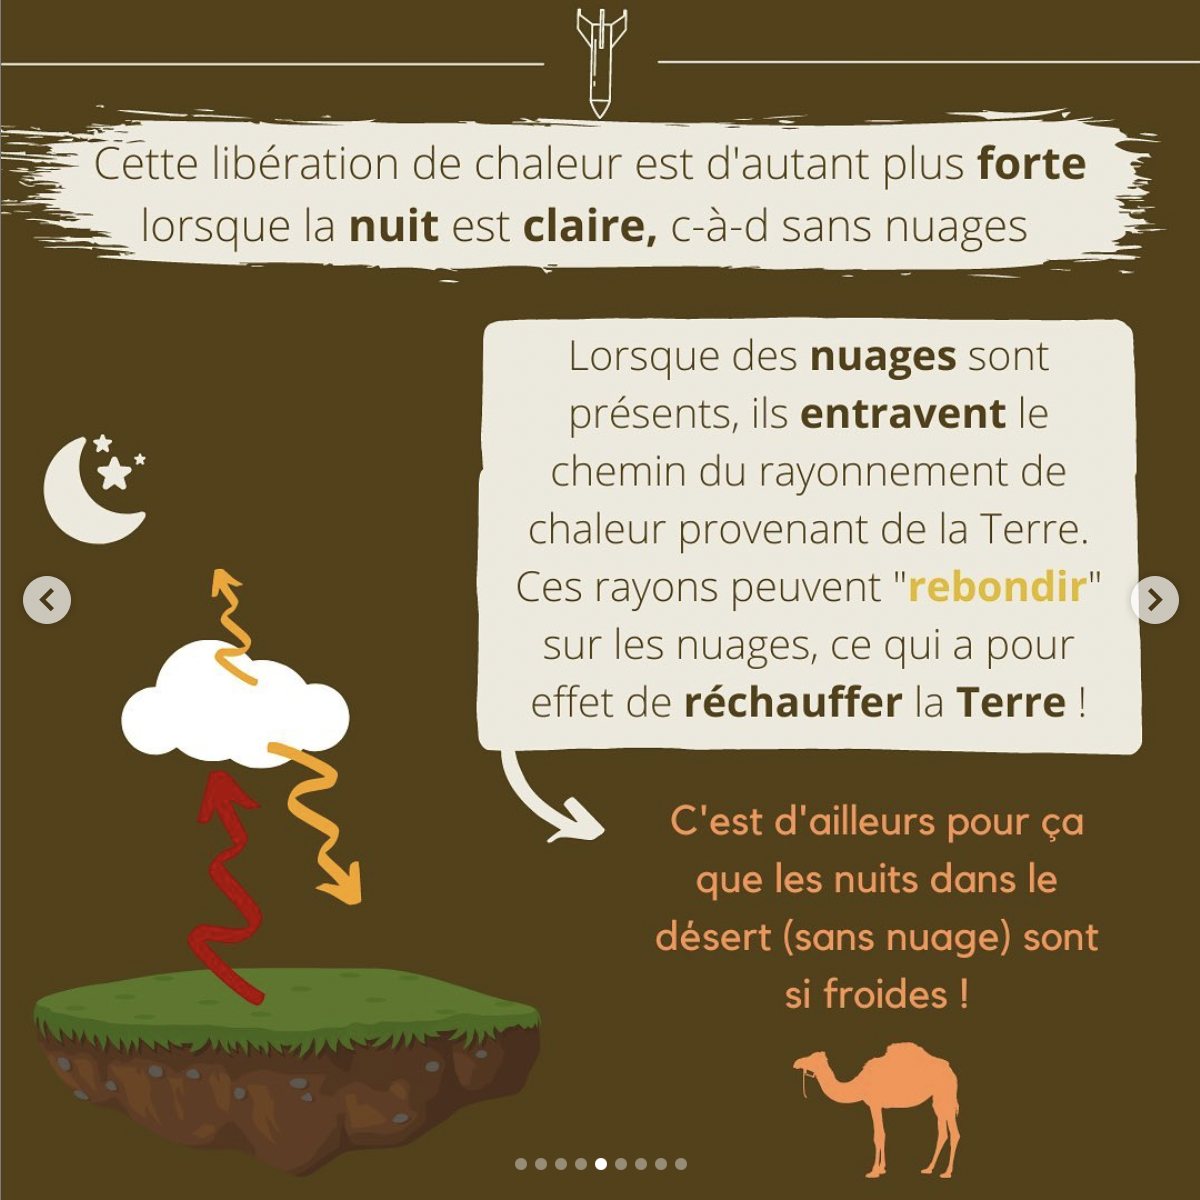 Cette libération de chaleur est d'autant plus forte
lorsque la nuit est claire, c-à-d sans nuages
Lorsque des nuages sont
présents, ils entravent le
chemin du rayonnement de
chaleur provenant de la Terre.
Ces rayons peuvent "rebondir"
sur les nuages, ce qui a pour
effet de réchauffer la Terre !
C'est d'ailleurs pour ça
que les nuits dans le
désert (sans nuage) sont
si froides !